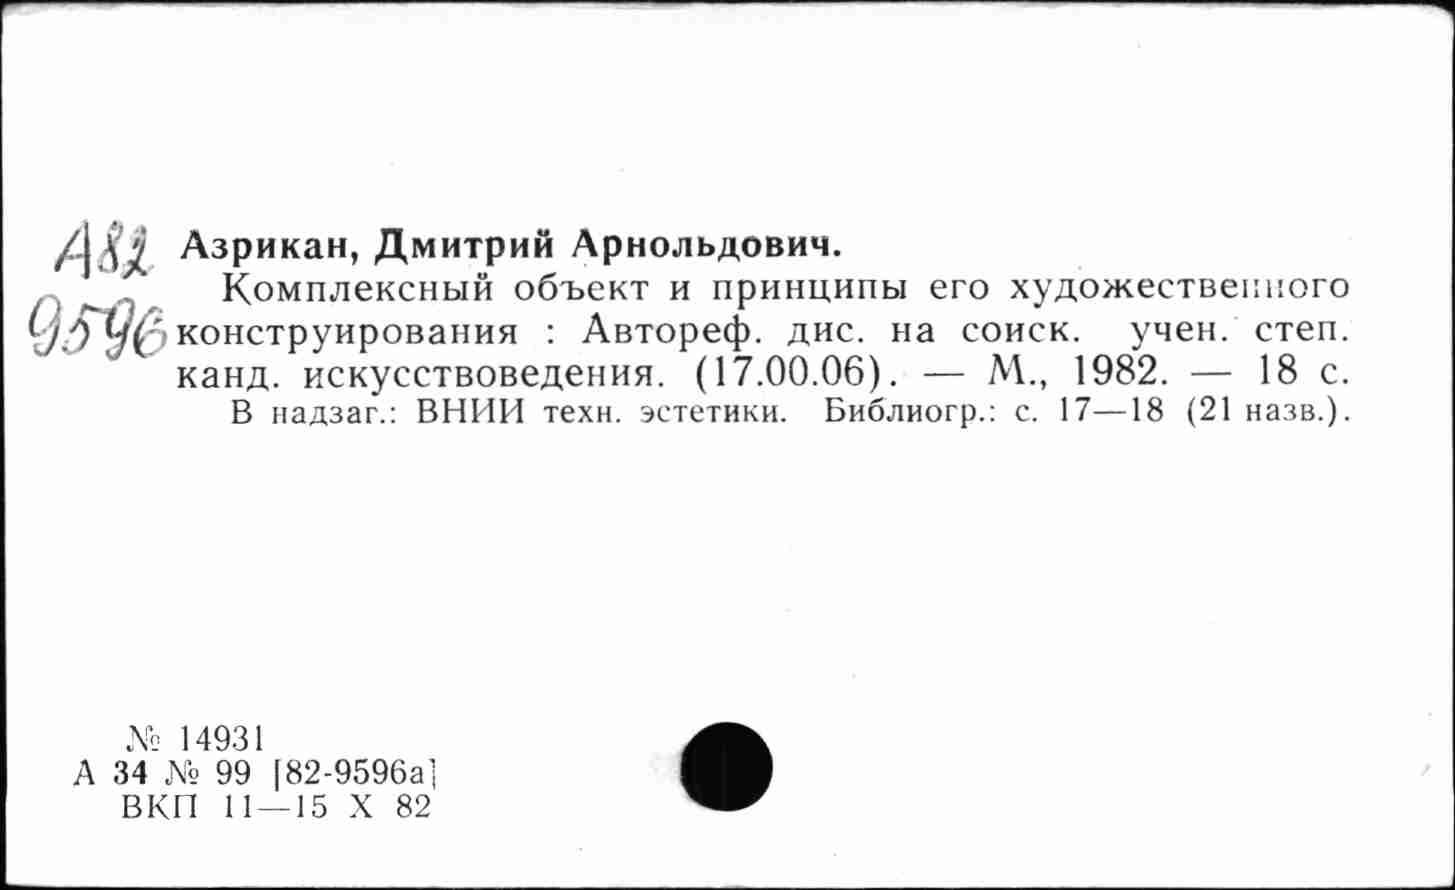 А82 Азрикан, Дмитрий Арнольдович.
Комплексный объект и принципы его художественного
9596 конструирования : Автореф. дис. на соиск. учен. степ.
канд. искусствоведения. (17.00.06). — М., 1982. — 18 с.
В надзаг.: ВНИИ техн. эстетики. Библиогр.: с. 17—18 (21 назв.).
№ 14931
А 34 № 99 [82-9596а]
ВКП 11—15 X 82